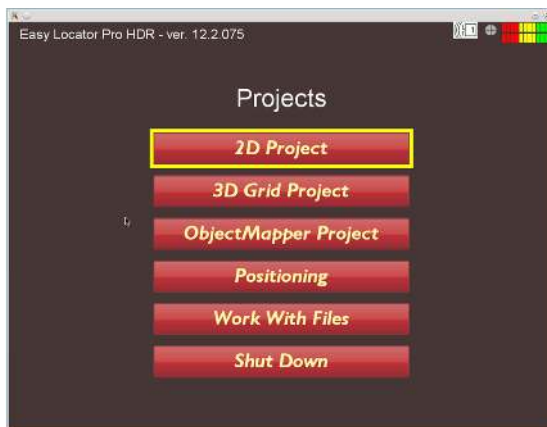 Easy Locator Pro HDR - ver. 12.2.075
1
Projects
2D Project
3D Grid Project
ObjectMapper Project
Positioning
Work With Files
Shut Down